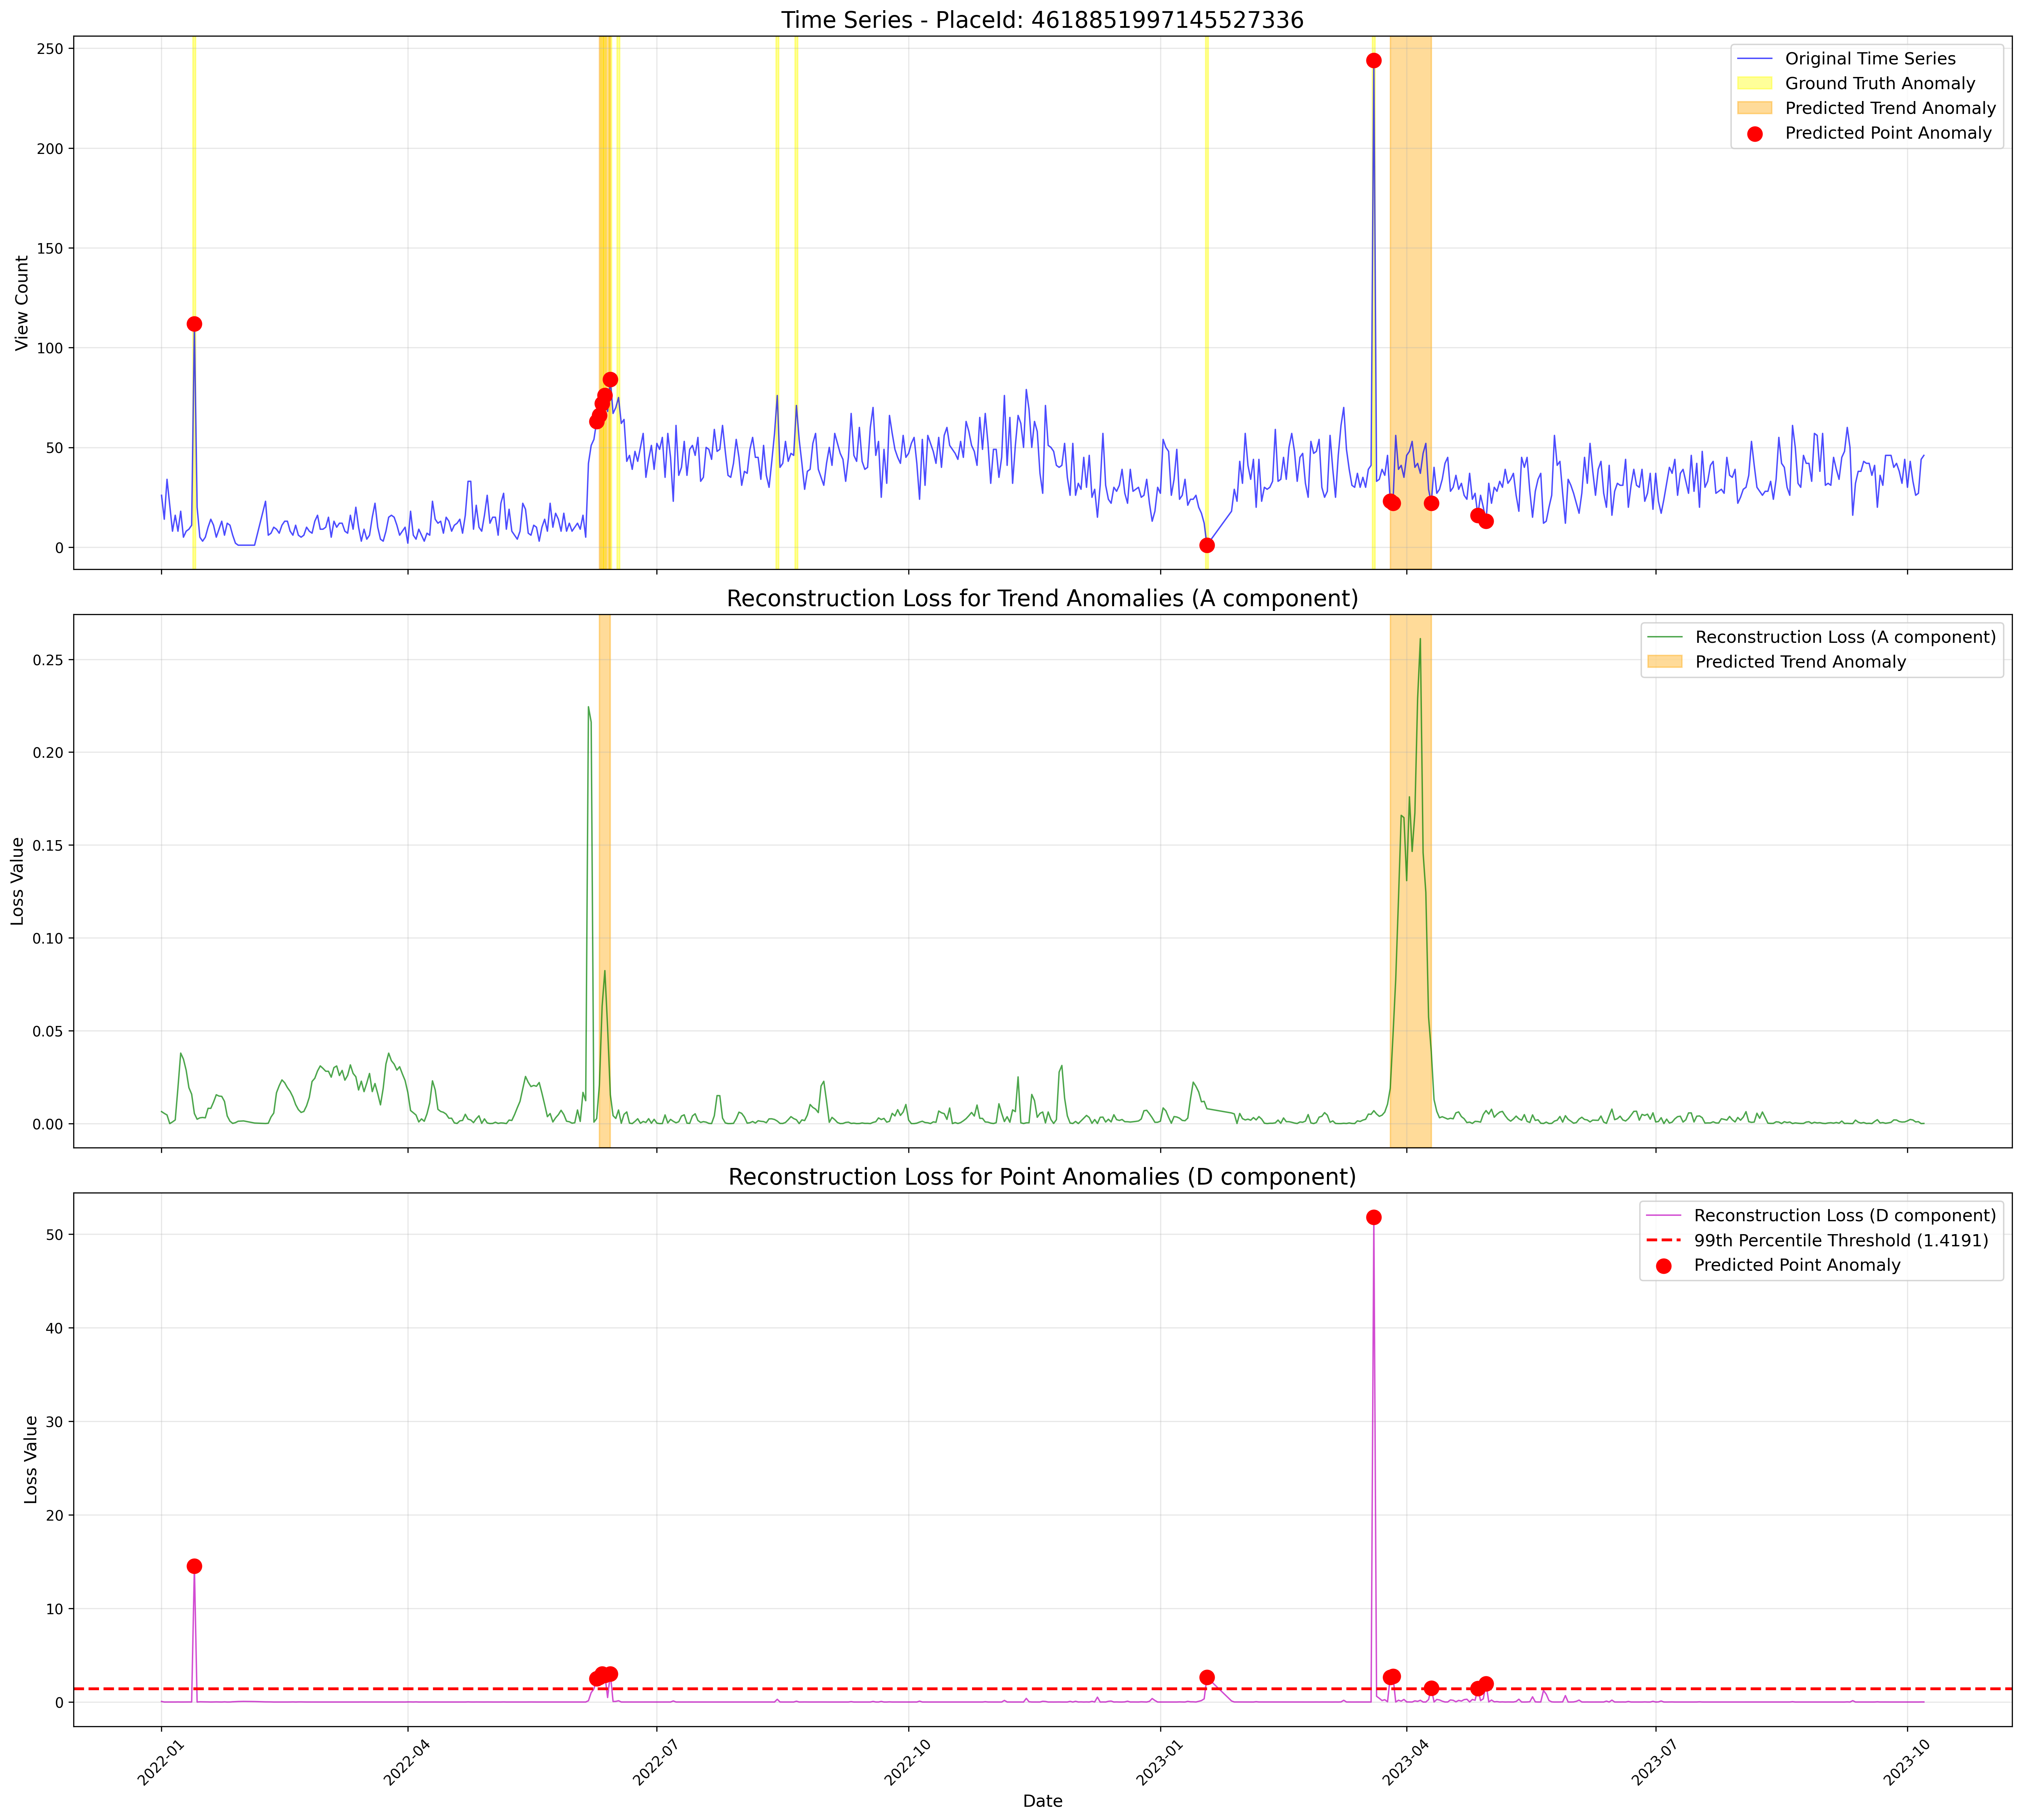 Time Series - PlaceId: 4618851997145527336
250
200
150
100
50
0
View Count
Original Time Series
Ground Truth Anomaly
Predicted Trend Anomaly
Predicted Point Anomaly
Reconstruction Loss for Trend Anomalies (A component)
0.25
0.20
0.15
0.10
0.05
0.00
Loss Value
Reconstruction Loss (A component)
Predicted Trend Anomaly
Reconstruction Loss for Point Anomalies (D component)
50
40
30
20
10
0
Loss Value
Reconstruction Loss (D component)
99th Percentile Threshold (1.4191)
Predicted Point Anomaly
2022-01
2022-04
2022-07
2022-10
2023-01
2023-04
2023-07
2023-10
Date